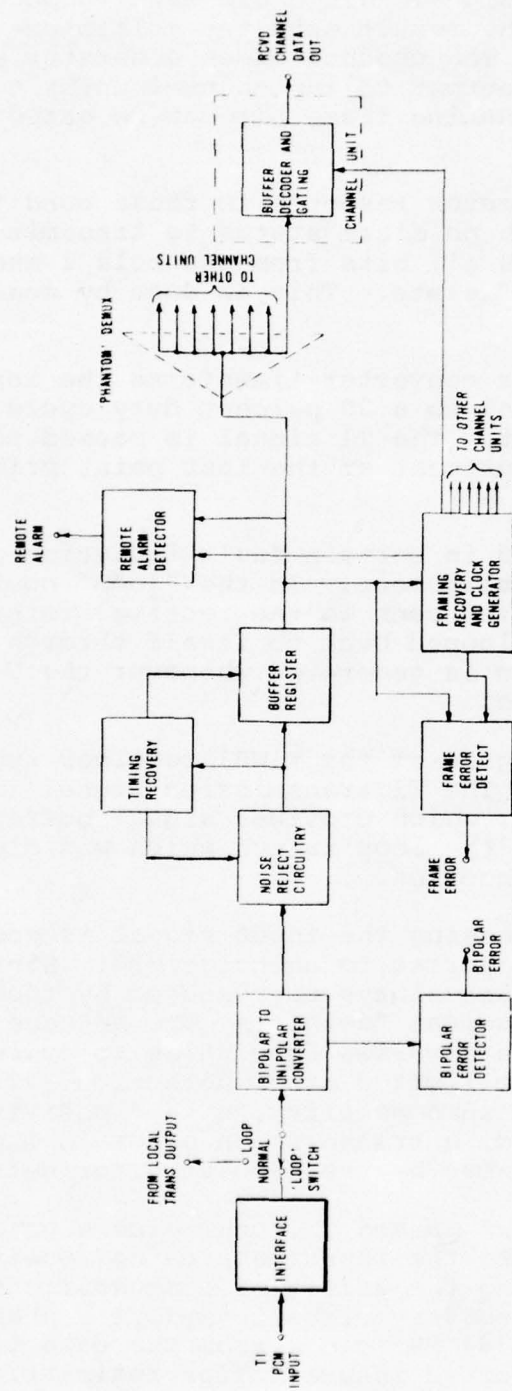 T1
PCM
INPUT
INTERFACE
FROM LOCAL
TRANS OUTPUT
LOOP
NORMAL
'LOOP'
SWITCH
BIPOLAR TO
UNIPOLAR
CONVERTER
BIPOLAR
ERROR
DETECTOR
BIPOLAR ERROR
NOISE
REJECT
CIRCUITRY
TIMING
RECOVERY
BUFFER
REGISTER
FRAME
ERROR
FRAME
ERROR
DETECT
REMOTE
ALARM
REMOTE
ALARM
DETECTOR
FRAMING
RECOVERY
AND CLOCK
GENERATOR
TO OTHER
CHANNEL
UNITS
'PHANTOM' DEMUX
TO OTHER
CHANNEL UNITS
BUFFER
DECODER AND
GATING
CHANNEL UNIT
RCVD
CHANNEL
DATA
OUT